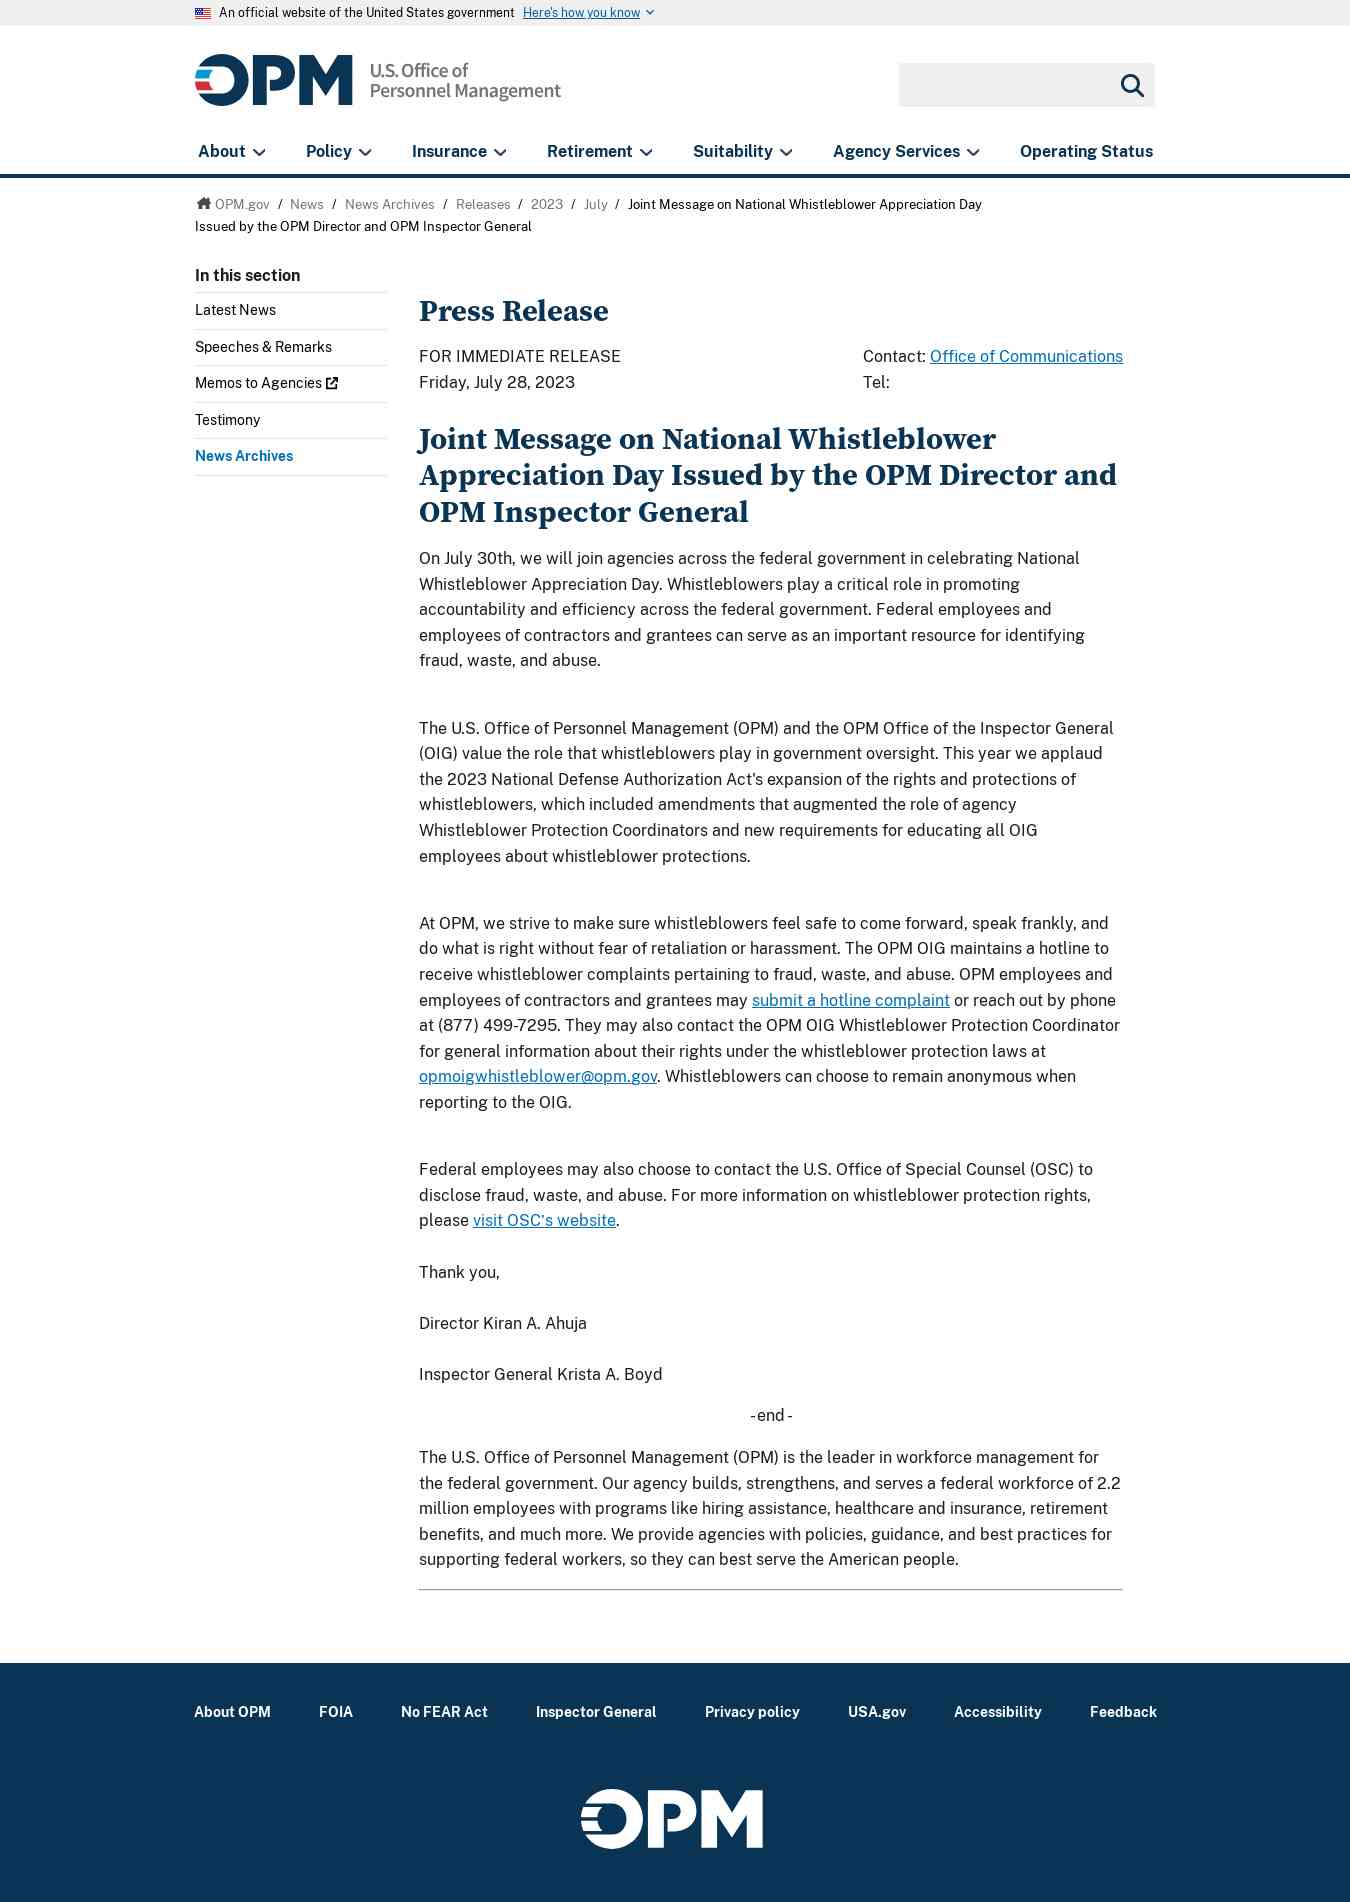 An official website of the United States government Here's how you know
OPM U.S. Office of
Personnel Management
About Policy Insurance Retirement Suitability Agency Services Operating Status
OPM.gov / News / News Archives / Releases / 2023 / July / Joint Message on National Whistleblower Appreciation Day
Issued by the OPM Director and OPM Inspector General
In this section
Latest News
Speeches & Remarks
Memos to Agencies
Testimony
News Archives
Press Release
FOR IMMEDIATE RELEASE
Friday, July 28, 2023
Contact: Office of Communications
Tel:
Joint Message on National Whistleblower
Appreciation Day Issued by the OPM Director and
OPM Inspector General
On July 30th, we will join agencies across the federal government in celebrating National
Whistleblower Appreciation Day. Whistleblowers play a critical role in promoting
accountability and efficiency across the federal government. Federal employees and
employees of contractors and grantees can serve as an important resource for identifying
fraud, waste, and abuse.
The U.S. Office of Personnel Management (OPM) and the OPM Office of the Inspector General
(OIG) value the role that whistleblowers play in government oversight. This year we applaud
the 2023 National Defense Authorization Act's expansion of the rights and protections of
whistleblowers, which included amendments that augmented the role of agency
Whistleblower Protection Coordinators and new requirements for educating all OIG
employees about whistleblower protections.
At OPM, we strive to make sure whistleblowers feel safe to come forward, speak frankly, and
do what is right without fear of retaliation or harassment. The OPM OIG maintains a hotline to
receive whistleblower complaints pertaining to fraud, waste, and abuse. OPM employees and
employees of contractors and grantees may submit a hotline complaint or reach out by phone
at (877) 499-7295. They may also contact the OPM OIG Whistleblower Protection Coordinator
for general information about their rights under the whistleblower protection laws at
opmoigwhistleblower@opm.gov. Whistleblowers can choose to remain anonymous when
reporting to the OIG.
Federal employees may also choose to contact the U.S. Office of Special Counsel (OSC) to
disclose fraud, waste, and abuse. For more information on whistleblower protection rights,
please visit OSC's website.
Thank you,
Director Kiran A. Ahuja
Inspector General Krista A. Boyd
- end -
The U.S. Office of Personnel Management (OPM) is the leader in workforce management for
the federal government. Our agency builds, strengthens, and serves a federal workforce of 2.2
million employees with programs like hiring assistance, healthcare and insurance, retirement
benefits, and much more. We provide agencies with policies, guidance, and best practices for
supporting federal workers, so they can best serve the American people.
About OPM FOIA No FEAR Act Inspector General Privacy policy USA.gov Accessibility Feedback
OPM